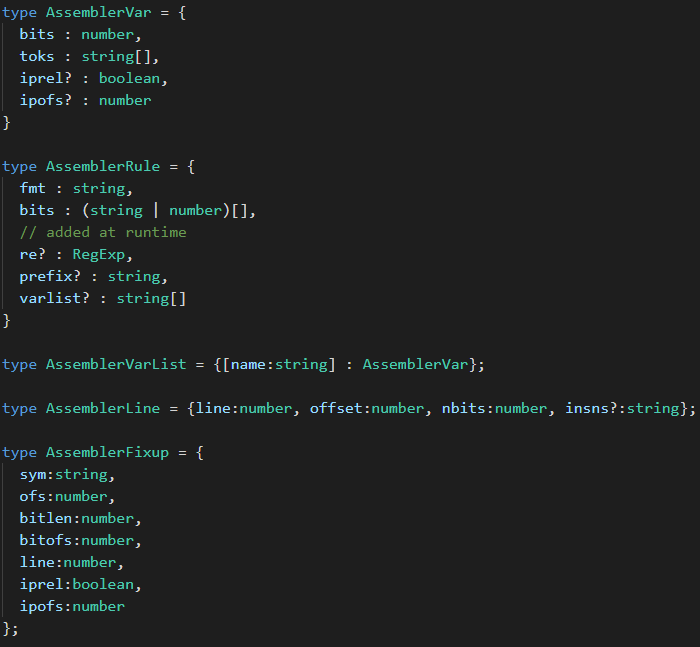 type AssemblerVar = {
  bits : number,
  toks : string[],
  iprel? : boolean,
  ipofs? : number
}

type AssemblerRule = {
  fmt : string,
  bits : (string | number)[],
  // added at runtime
  re? : RegExp,
  prefix? : string,
  varlist? : string[]
}

type AssemblerVarList = {[name:string] : AssemblerVar};

type AssemblerLine = {line:number, offset:number, nbits:number, insns?:string};

type AssemblerFixup = {
  sym:string,
  ofs:number,
  bitlen:number,
  bitofs:number,
  line:number,
  iprel:boolean,
  ipofs:number
};